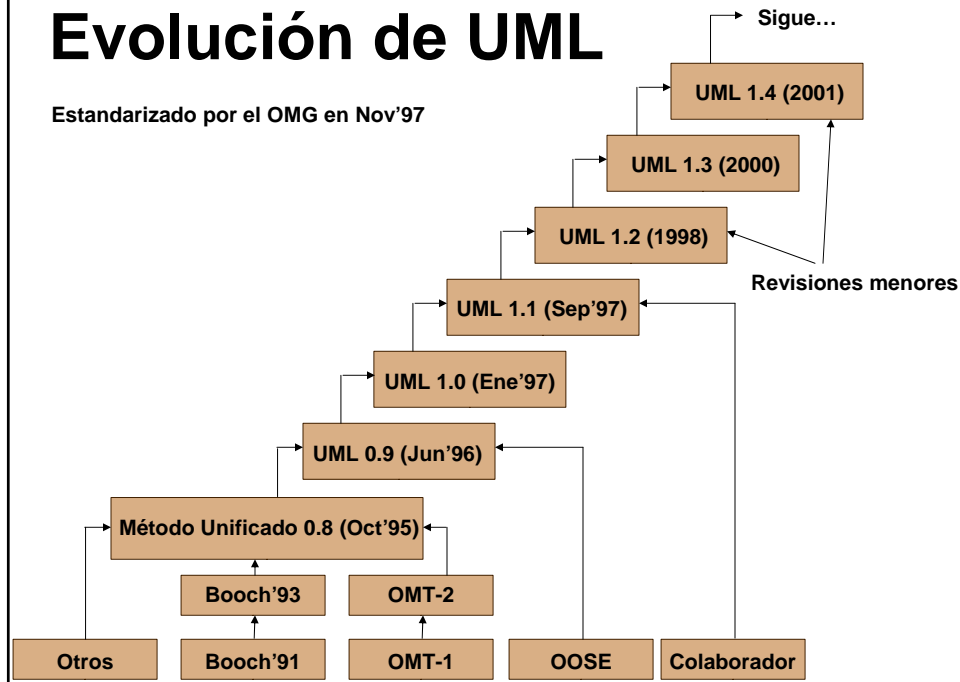 Evolución de UML
Sigue…
Estandarizado por el OMG en Nov'97
UML 1.4 (2001)
UML 1.3 (2000)
UML 1.2 (1998)
Revisiones menores
UML 1.1 (Sep'97)
UML 1.0 (Ene'97)
UML 0.9 (Jun'96)
Método Unificado 0.8 (Oct'95)
Booch'93
OMT-2
Otros
Booch'91
OMT-1
OOSE
Colaborador